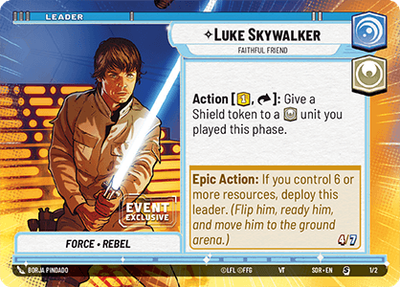 LEADER
✧LUKE SKYWALKER
FAITHFUL FRIEND
Action [1, ]: Give a
Shield token to a unit you
played this phase.
Epic Action: If you control 6 or
more resources, deploy this
leader. (Flip him, ready him,
and move him to the ground
arena.)
4/7
EVENT
EXCLUSIVE
FORCE • REBEL
BORJA PINDADO
©LFL ©FFG
VT
SOR • EN
S
1/2